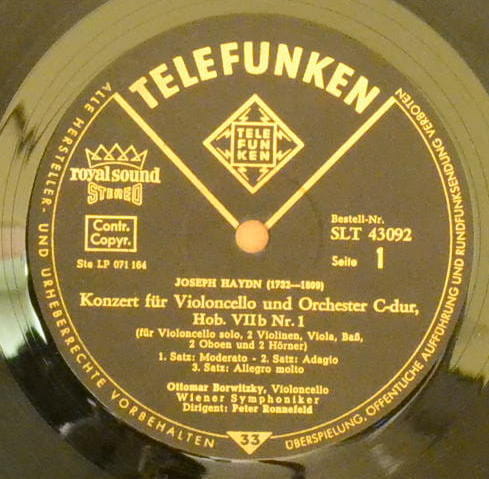 TELEFUNKEN
TELE
FUN
KEN
royalsound
STEREO
Contr.
Copyr.
Ste LP 071 164
Bestell-Nr.
SLT 43092
Seite 1
JOSEPH HAYDN (1732—1809)
Konzert für Violoncello und Orchester C-dur,
Hob. VIIb Nr. 1
(für Violoncello solo, 2 Violinen, Viola, Baß,
2 Oboen und 2 Hörner)
1. Satz: Moderato - 2. Satz: Adagio
3. Satz: Allegro molto
Ottomar Borwitzky, Violoncello
Wiener Symphoniker
Dirigent: Peter Ronnefeld
ALLE HERSTELLER- UND URHEBERRECHTE VORBEHALTEN
33
ÜBERSPIELUNG, ÖFFENTLICHE AUFFÜHRUNG UND RUNDFUNKSENDUNG VERBOTEN